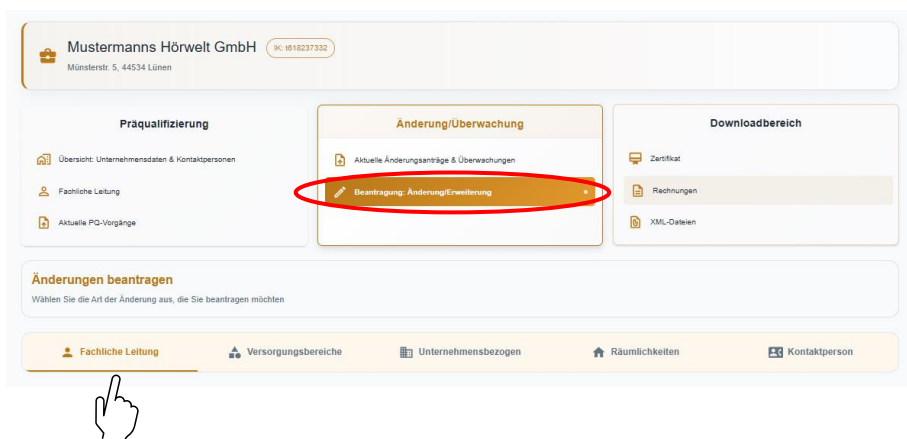 Mustermanns Hörwelt GmbH
IK: t618237332
Münsterstr. 5, 44534 Lünen
Präqualifizierung
Übersicht: Unternehmensdaten & Kontaktpersonen
Fachliche Leitung
Aktuelle PQ-Vorgänge
Änderung/Überwachung
Aktuelle Änderungsanträge & Überwachungen
Beantragung: Änderung/Erweiterung
Downloadbereich
Zertifikat
Rechnungen
XML-Dateien
Änderungen beantragen
Wählen Sie die Art der Änderung aus, die Sie beantragen möchten
Fachliche Leitung
Versorgungsbereiche
Unternehmensbezogen
Räumlichkeiten
Kontaktperson